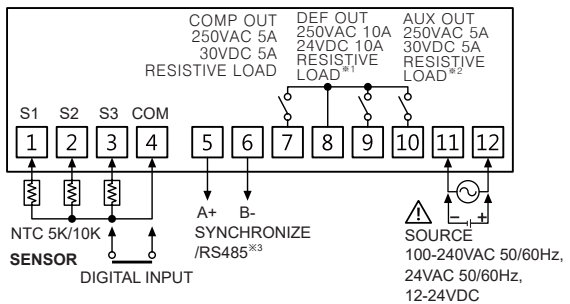 COMP OUT
250VAC 5A
30VDC 5A
RESISTIVE LOAD
DEF OUT
250VAC 10A
24VDC 10A
RESISTIVE
LOAD※1
AUX OUT
250VAC 5A
30VDC 5A
RESISTIVE
LOAD※2
S1 S2 S3 COM
1 2 3 4 5 6 7 8 9 10 11 12
NTC 5K/10K
SENSOR
DIGITAL INPUT
A+ B-
SYNCHRONIZE
/RS485※3
− +
SOURCE
100-240VAC 50/60Hz,
24VAC 50/60Hz,
12-24VDC